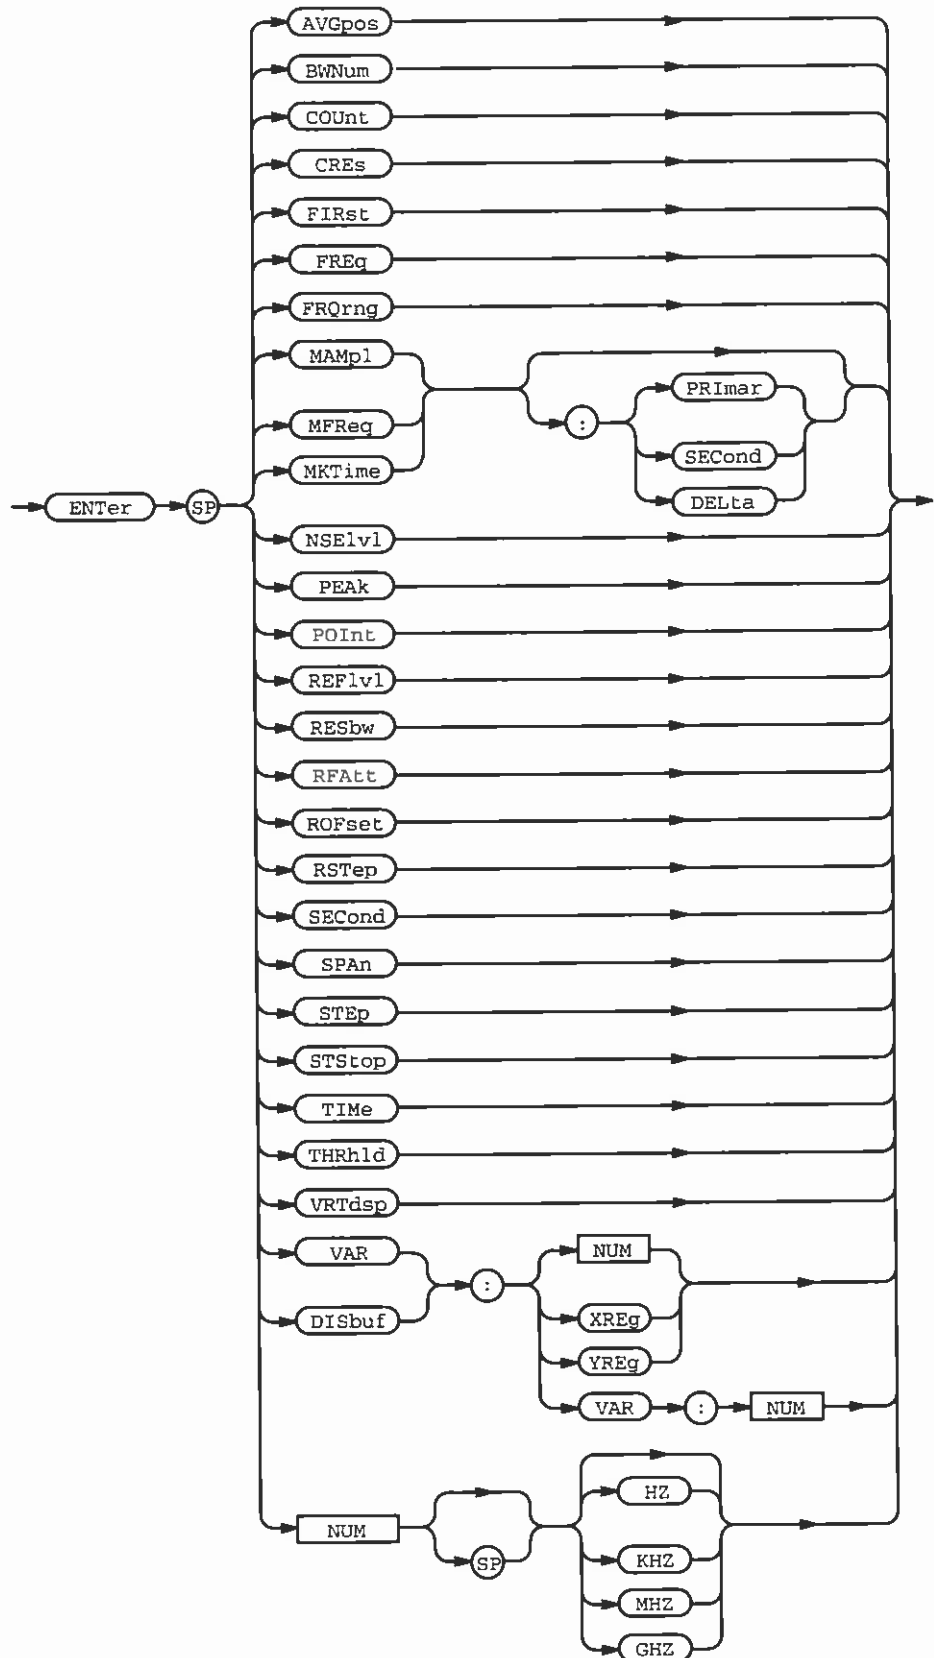 AVGpos
BWNum
COUnt
CREs
FIRst
FREq
FRQrng
MAMpl
PRImar
:
MFReq
SECond
MKTime
DELta
ENTer SP
NSElvl
PEAk
POInt
REFlvl
RESbw
RFAtt
ROFset
RSTep
SECond
SPAn
STEp
STStop
TIMe
THRhld
VRTdsp
VAR
NUM
:
DISbuf
XREg
YREg
VAR : NUM
HZ
NUM
SP
KHZ
MHZ
GHZ